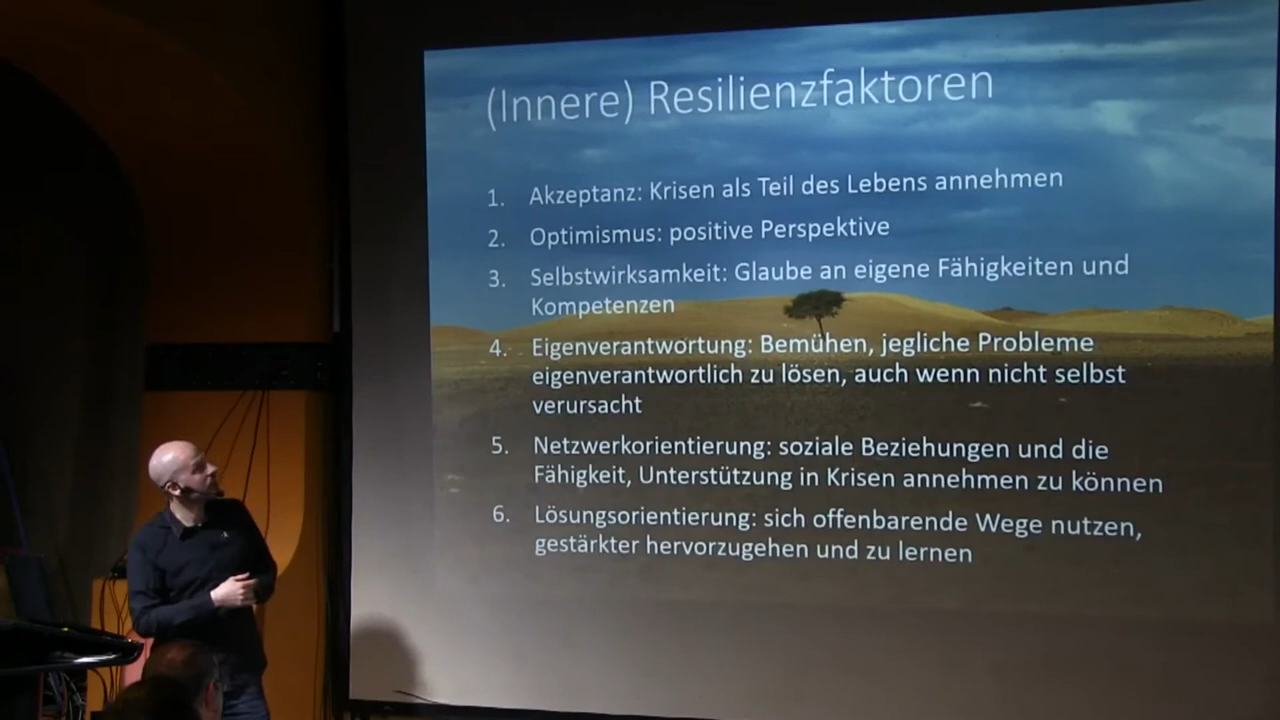 (Innere) Resilienzfaktoren
1. Akzeptanz: Krisen als Teil des Lebens annehmen
2. Optimismus: positive Perspektive
3. Selbstwirksamkeit: Glaube an eigene Fähigkeiten und
Kompetenzen
4. Eigenverantwortung: Bemühen, jegliche Probleme
eigenverantwortlich zu lösen, auch wenn nicht selbst
verursacht
5. Netzwerkorientierung: soziale Beziehungen und die
Fähigkeit, Unterstützung in Krisen annehmen zu können
6. Lösungsorientierung: sich offenbarende Wege nutzen,
gestärkter hervorzugehen und zu lernen